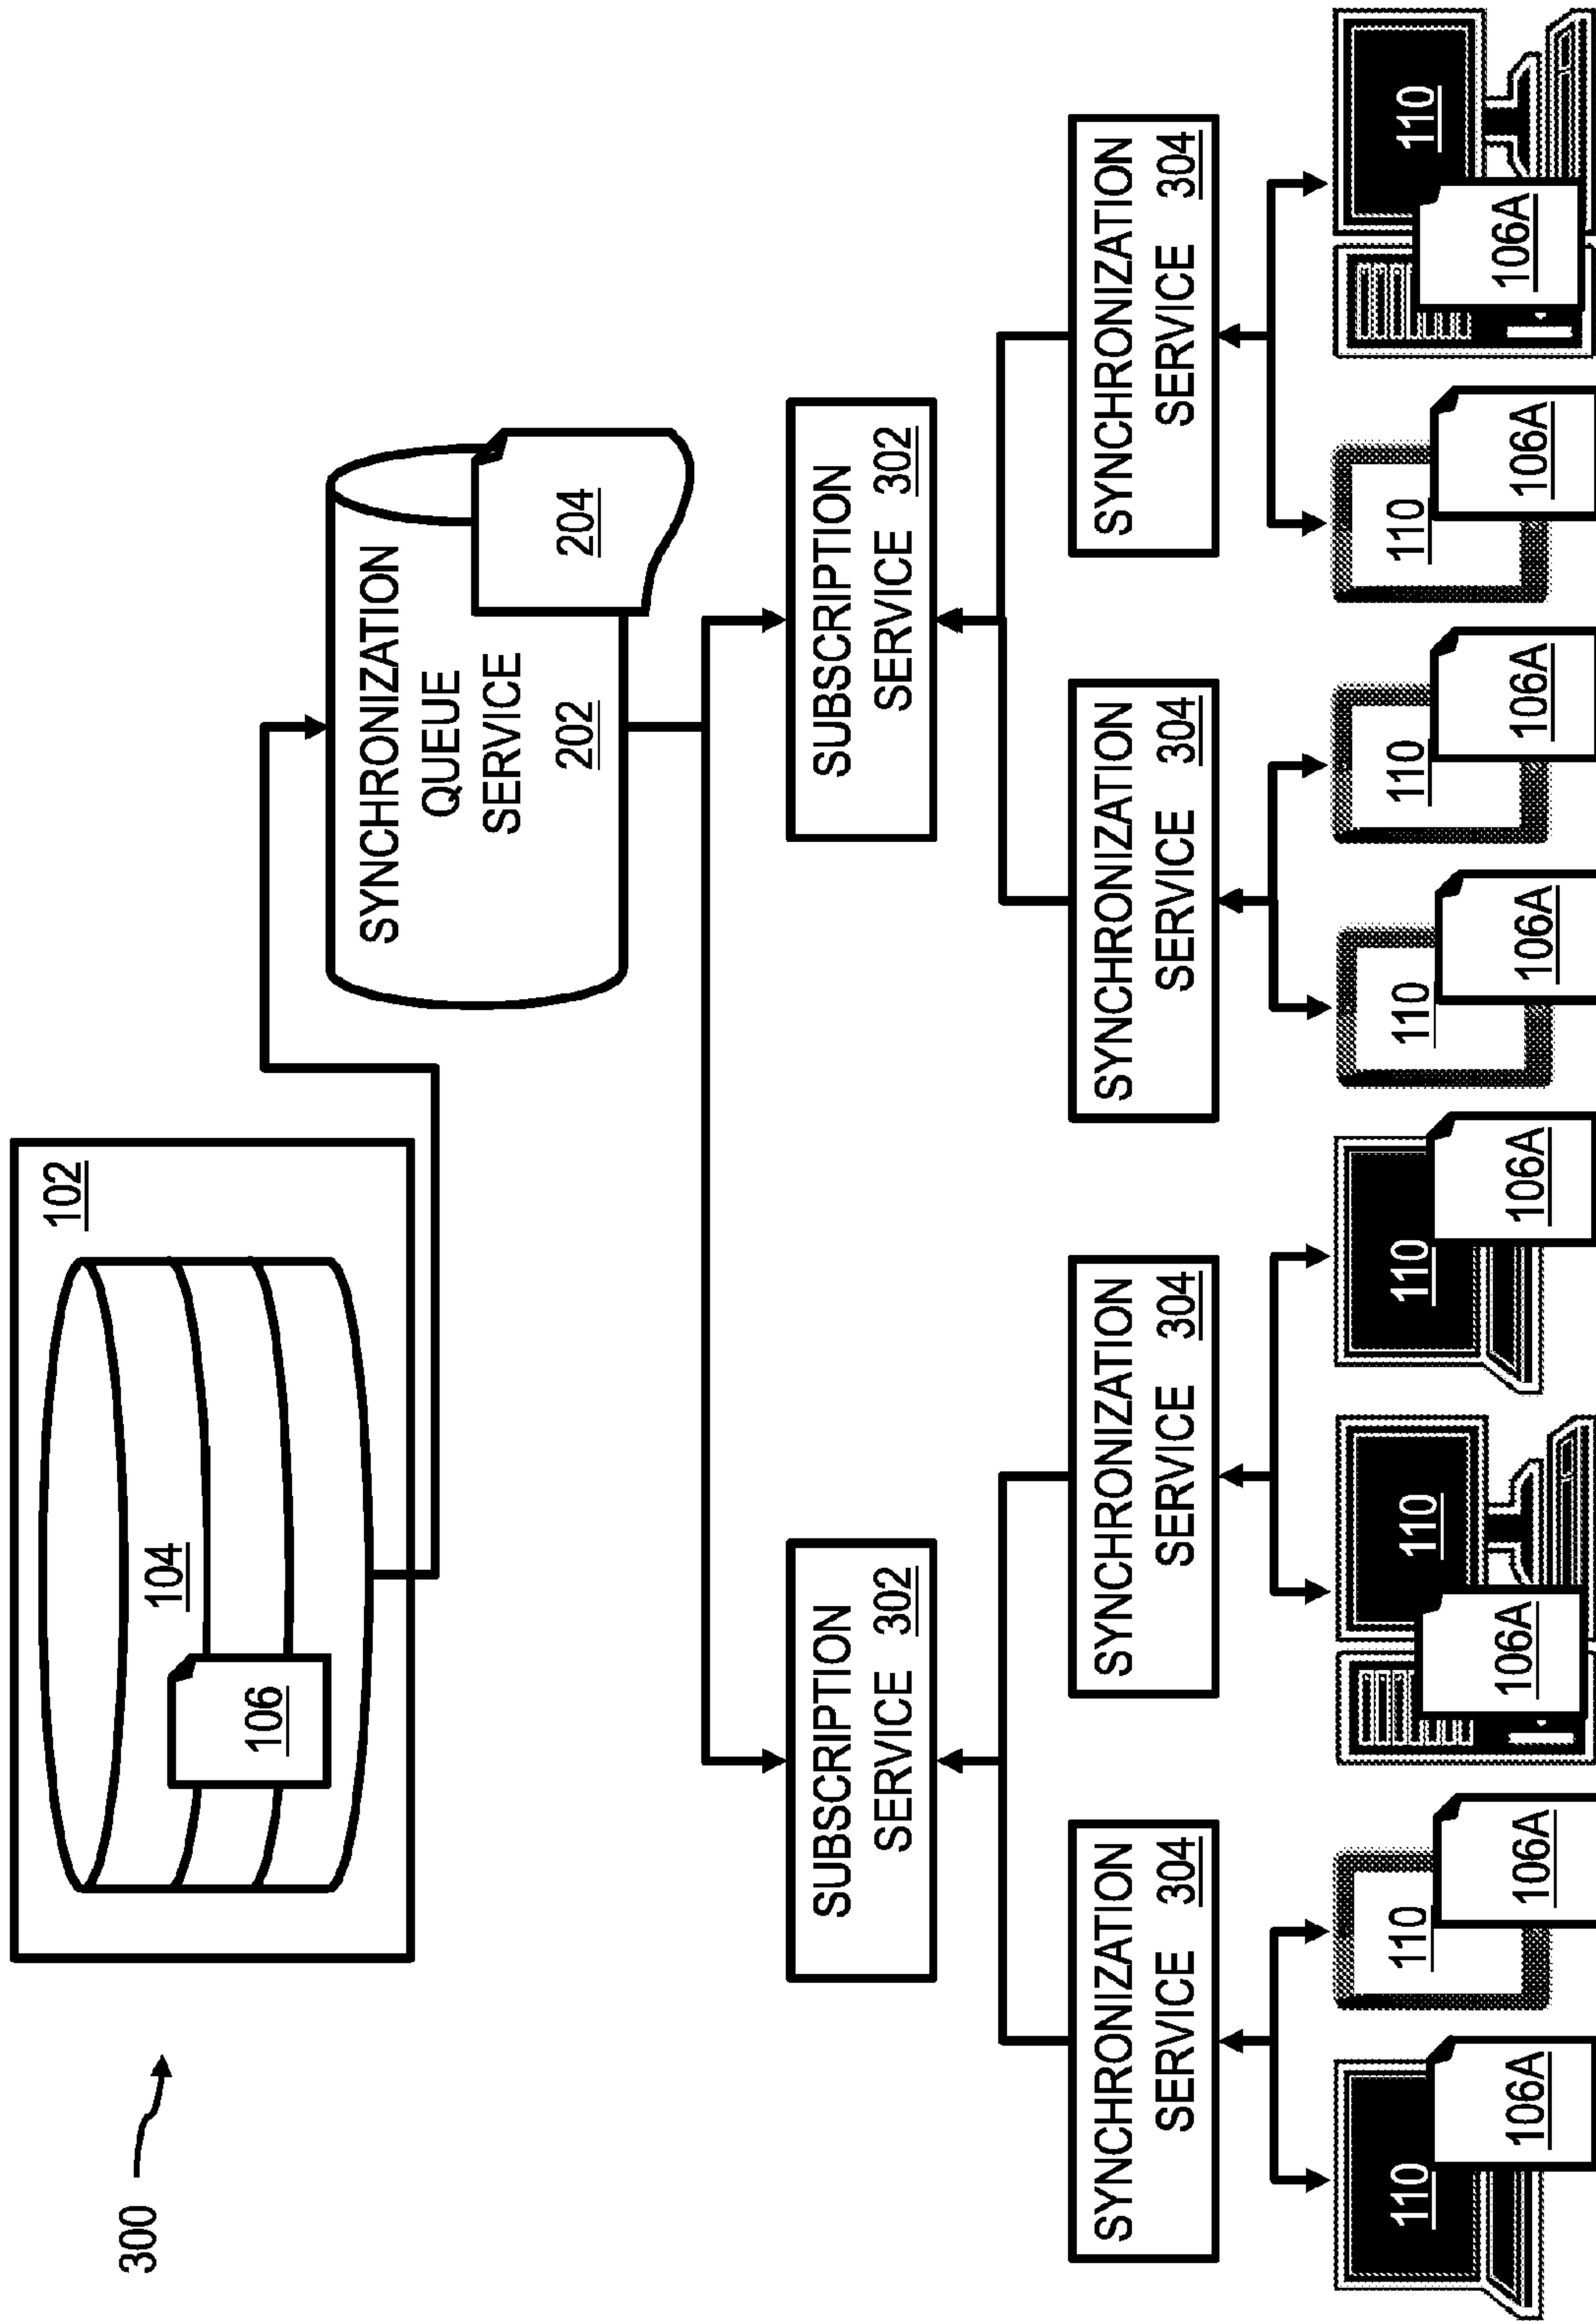 300
102
104
106
SYNCHRONIZATION
QUEUE
SERVICE
202
204
SUBSCRIPTION
SERVICE 302
SUBSCRIPTION
SERVICE 302
SYNCHRONIZATION
SERVICE 304
SYNCHRONIZATION
SERVICE 304
SYNCHRONIZATION
SERVICE 304
SYNCHRONIZATION
SERVICE 304
110
106A
110
106A
110
106A
110
106A
110
106A
110
106A
110
106A
110
106A